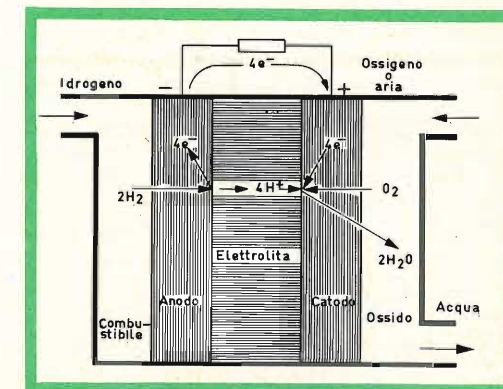 4e⁻
Idrogeno
−
+
Ossigeno
o
aria
4e⁻
4e⁻
2H₂
4H⁺
O₂
2H₂O
Elettrolita
Anodo
Catodo
Combu-
stibile
Ossido
Acqua